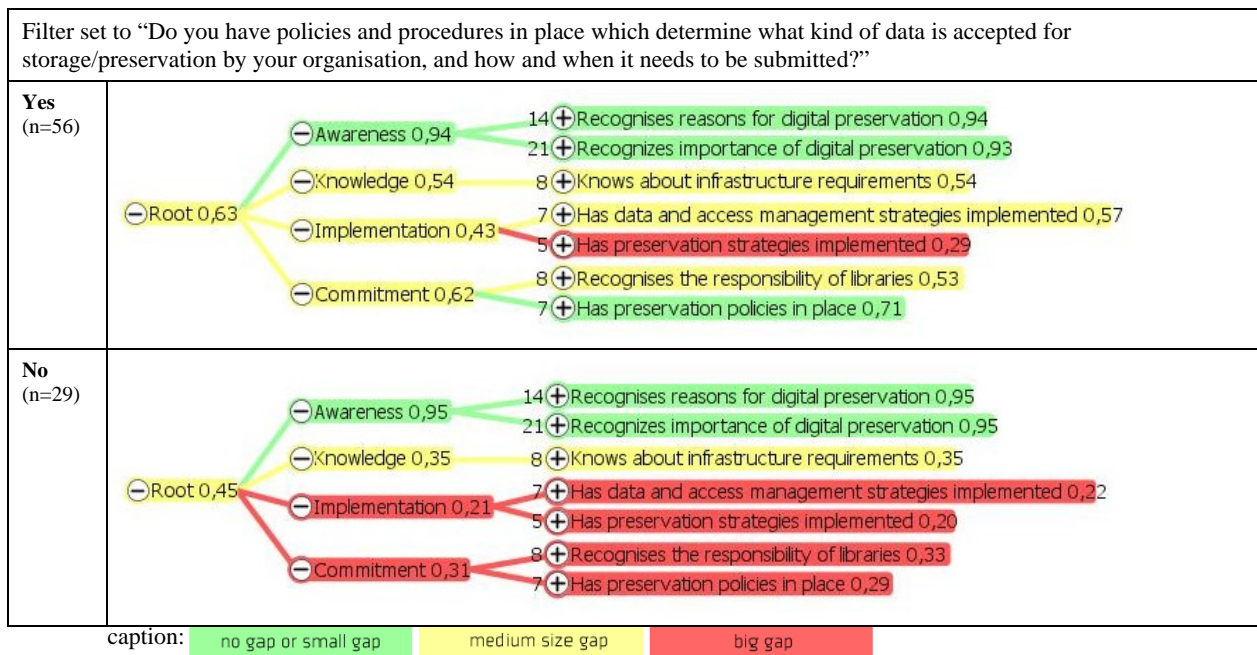 Filter set to “Do you have policies and procedures in place which determine what kind of data is accepted for
storage/preservation by your organisation, and how and when it needs to be submitted?”
Yes
(n=56)
Root 0,63
Awareness 0,94
14 Recognises reasons for digital preservation 0,94
21 Recognizes importance of digital preservation 0,93
Knowledge 0,54
8 Knows about infrastructure requirements 0,54
Implementation 0,43
7 Has data and access management strategies implemented 0,57
5 Has preservation strategies implemented 0,29
Commitment 0,62
8 Recognises the responsibility of libraries 0,53
7 Has preservation policies in place 0,71
No
(n=29)
Root 0,45
Awareness 0,95
14 Recognises reasons for digital preservation 0,95
21 Recognizes importance of digital preservation 0,95
Knowledge 0,35
8 Knows about infrastructure requirements 0,35
Implementation 0,21
7 Has data and access management strategies implemented 0,22
5 Has preservation strategies implemented 0,20
Commitment 0,31
8 Recognises the responsibility of libraries 0,33
7 Has preservation policies in place 0,29
caption: no gap or small gap medium size gap big gap